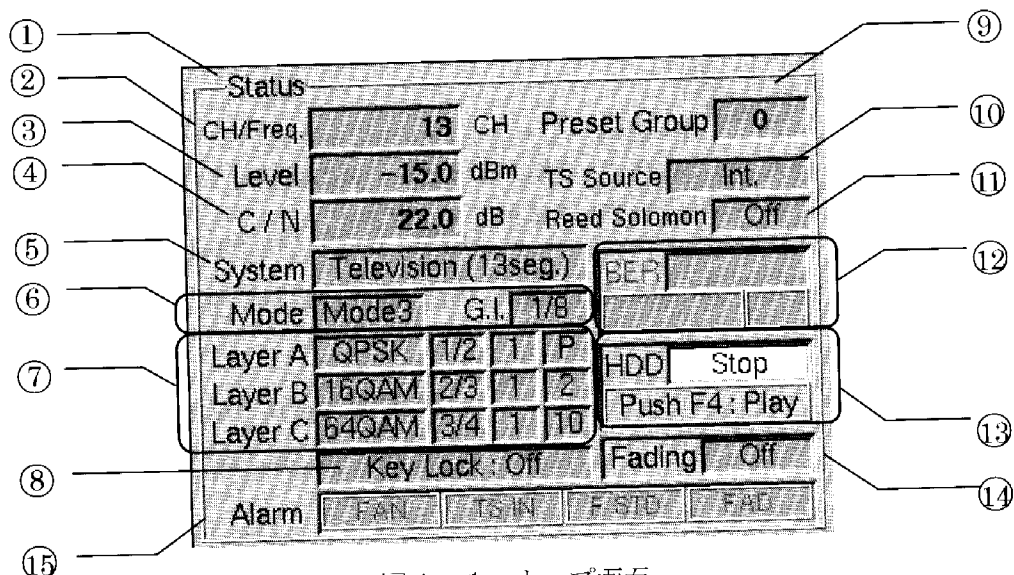 ①
②
③
④
⑤
⑥
⑦
⑧
⑮
Status
CH/Freq. 13 CH Preset Group 0
Level -15.0 dBm TS Source Int.
C / N 22.0 dB Reed Solomon Off
System Television (13seg.) BER
Mode Mode3 G.I. 1/8
Layer A QPSK 1/2 1 P HDD Stop
Layer B 16QAM 2/3 1 2 Push F4 : Play
Layer C 64QAM 3/4 1 10
Key Lock : Off Fading Off
Alarm FAN TS IN F STD FAD
⑨
⑩
⑪
⑫
⑬
⑭